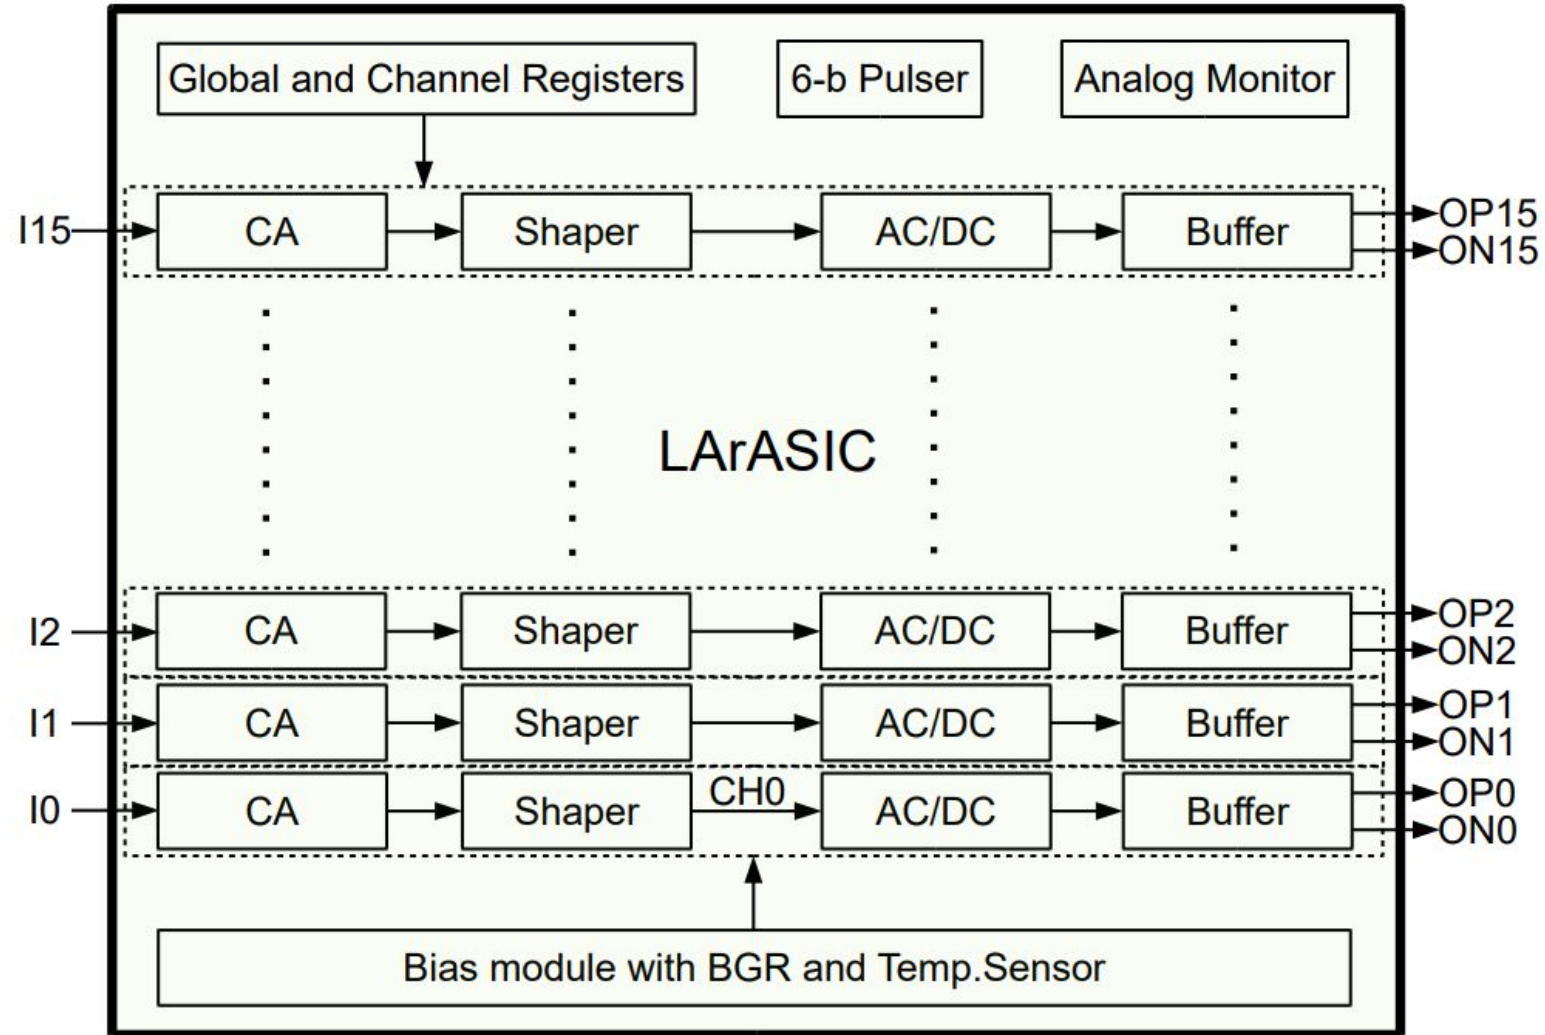 Global and Channel Registers
6-b Pulser
Analog Monitor
I15
CA
Shaper
AC/DC
Buffer
OP15
ON15
LArASIC
I2
CA
Shaper
AC/DC
Buffer
OP2
ON2
I1
CA
Shaper
AC/DC
Buffer
OP1
ON1
I0
CA
Shaper
CH0
AC/DC
Buffer
OP0
ON0
Bias module with BGR and Temp.Sensor